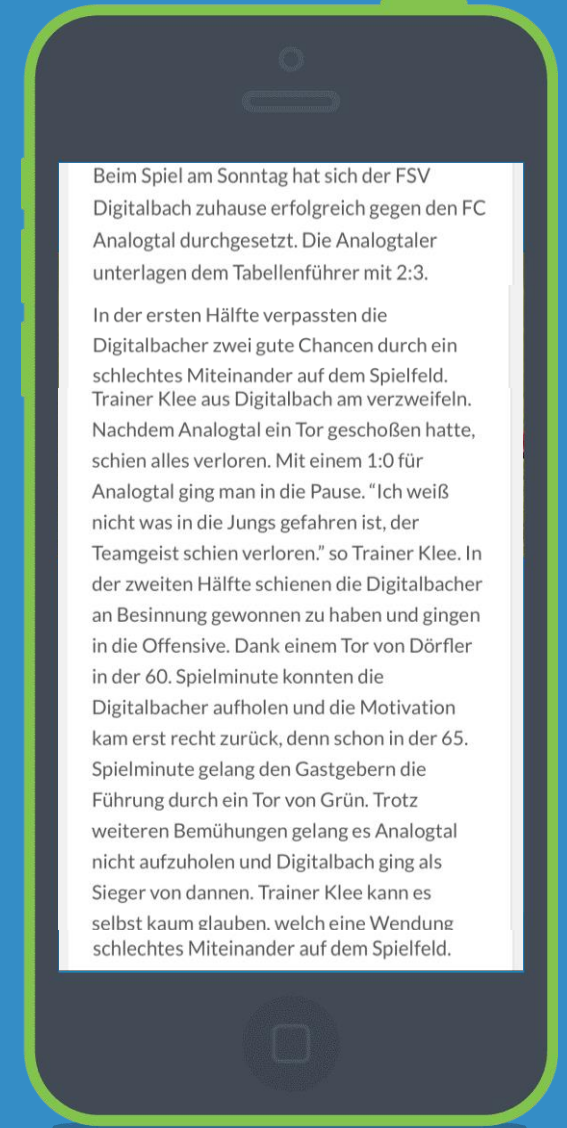 Beim Spiel am Sonntag hat sich der FSV
Digitalbach zuhause erfolgreich gegen den FC
Analogtal durchgesetzt. Die Analogtaler
unterlagen dem Tabellenführer mit 2:3.
In der ersten Hälfte verpassten die
Digitalbacher zwei gute Chancen durch ein
schlechtes Miteinander auf dem Spielfeld.
Trainer Klee aus Digitalbach am verzweifeln.
Nachdem Analogtal ein Tor geschoßen hatte,
schien alles verloren. Mit einem 1:0 für
Analogtal ging man in die Pause. “Ich weiß
nicht was in die Jungs gefahren ist, der
Teamgeist schien verloren.” so Trainer Klee. In
der zweiten Hälfte schienen die Digitalbacher
an Besinnung gewonnen zu haben und gingen
in die Offensive. Dank einem Tor von Dörfler
in der 60. Spielminute konnten die
Digitalbacher aufholen und die Motivation
kam erst recht zurück, denn schon in der 65.
Spielminute gelang den Gastgebern die
Führung durch ein Tor von Grün. Trotz
weiteren Bemühungen gelang es Analogtal
nicht aufzuholen und Digitalbach ging als
Sieger von dannen. Trainer Klee kann es
selbst kaum glauben, welch eine Wendung
schlechtes Miteinander auf dem Spielfeld.